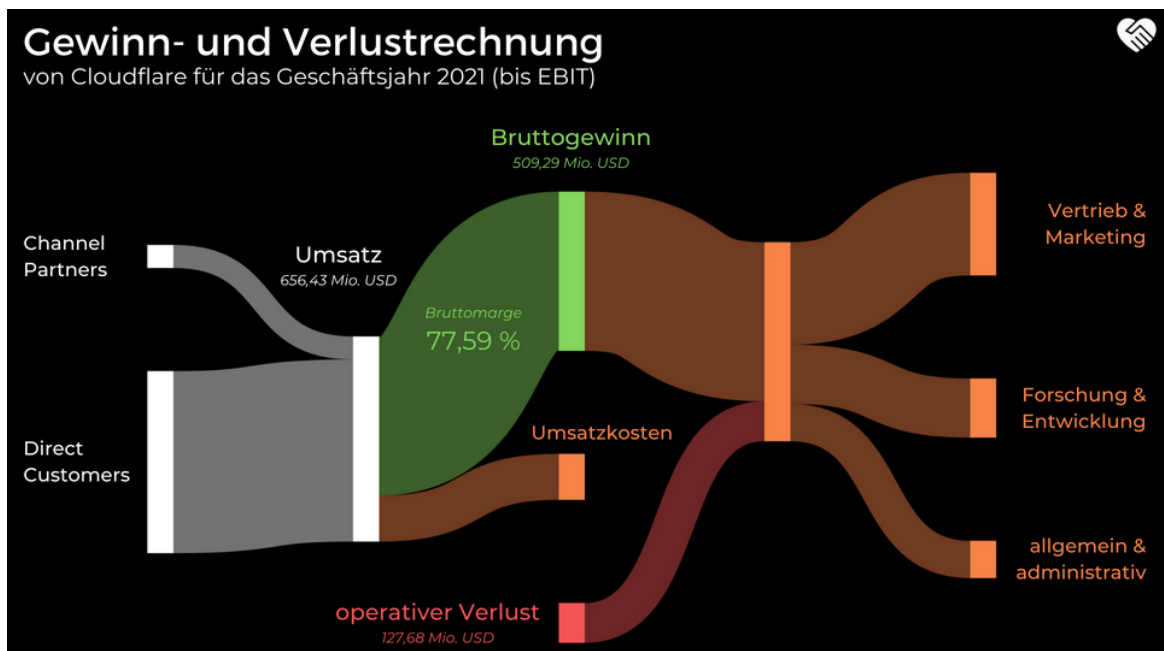 Gewinn- und Verlustrechnung
von Cloudflare für das Geschäftsjahr 2021 (bis EBIT)
Bruttogewinn
509,29 Mio. USD
Channel
Partners
Umsatz
656,43 Mio. USD
Bruttomarge
77,59 %
Vertrieb &
Marketing
Direct
Customers
Umsatzkosten
Forschung &
Entwicklung
operativer Verlust
127,68 Mio. USD
allgemein &
administrativ